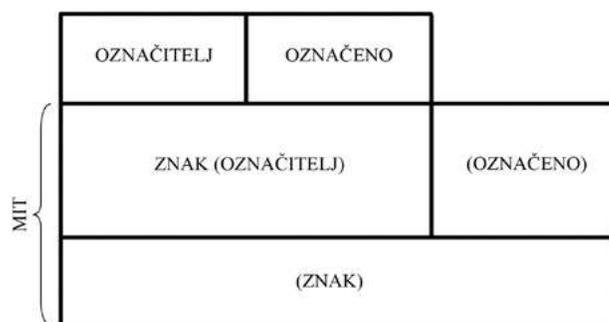 OZNAČITELJ OZNAČENO
ZNAK (OZNAČITELJ) (OZNAČENO)
MIT
(ZNAK)